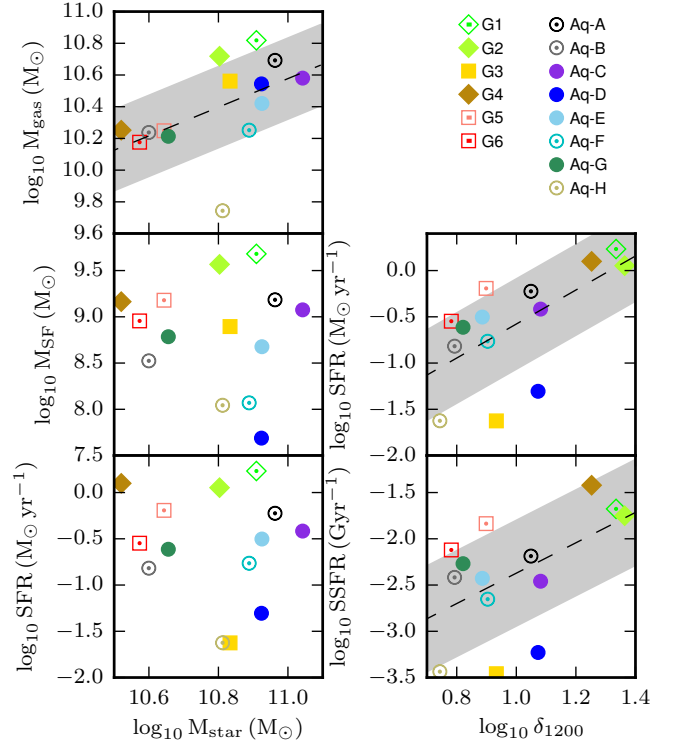 11.0
10.8
10.6
10.4
10.2
10.0
9.8
9.6
log₁₀ M_gas (M⊙)
G1
G2
G3
G4
G5
G6
Aq-A
Aq-B
Aq-C
Aq-D
Aq-E
Aq-F
Aq-G
Aq-H
9.5
9.0
8.5
8.0
7.5
log₁₀ M_SF (M⊙)
0.0
−0.5
−1.0
−1.5
−2.0
log₁₀ SFR (M⊙ yr⁻¹)
0.0
−0.5
−1.0
−1.5
−2.0
log₁₀ SFR (M⊙ yr⁻¹)
−1.5
−2.0
−2.5
−3.0
−3.5
log₁₀ SSFR (Gyr⁻¹)
10.6 10.8 11.0
log₁₀ M_star (M⊙)
0.8 1.0 1.2 1.4
log₁₀ δ₁₂₀₀